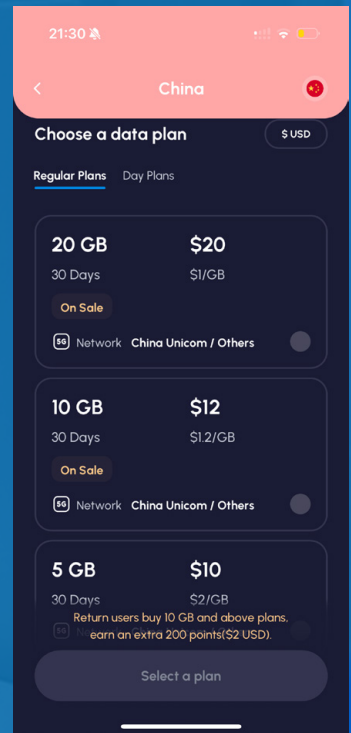 21:30
China
Choose a data plan
$ USD
Regular Plans Day Plans
20 GB $20
30 Days $1/GB
On Sale
5G Network China Unicom / Others
10 GB $12
30 Days $1.2/GB
On Sale
5G Network China Unicom / Others
5 GB $10
30 Days $2/GB
Return users buy 10 GB and above plans,
earn an extra 200 points($2 USD).
Select a plan